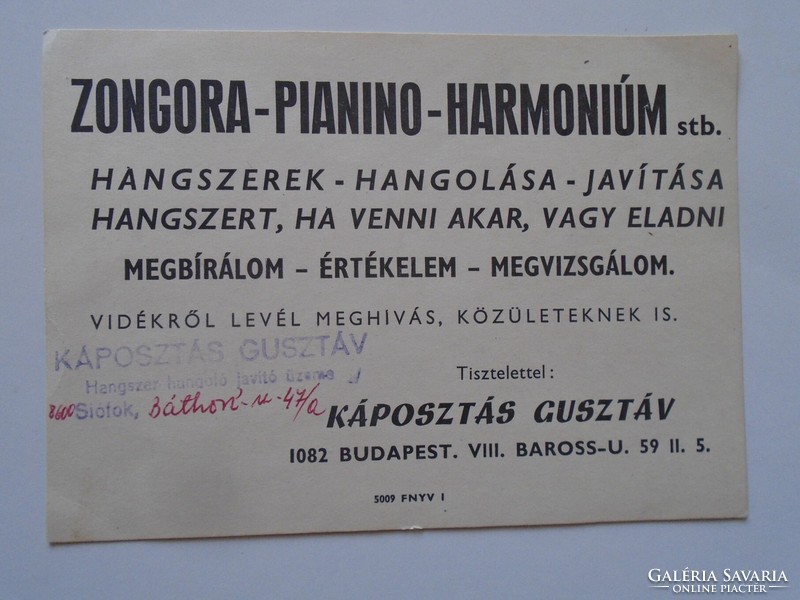 ZONGORA-PIANINO-HARMONIÚM stb.
HANGSZEREK - HANGOLÁSA - JAVÍTÁSA
HANGSZERT, HA VENNI AKAR, VAGY ELADNI
MEGBÍRÁLOM – ÉRTÉKELEM – MEGVIZSGÁLOM.
VIDÉKRŐL LEVÉL MEGHIVÁS, KÖZÜLETEKNEK IS.
KÁPOSZTÁS GUSZTÁV
Hangszer hangoló javító üzeme
8600 Siófok, Báthori u 47/a
Tisztelettel:
KÁPOSZTÁS GUSZTÁV
1082 BUDAPEST. VIII. BAROSS-U. 59 II. 5.
5009 FNYV I
GALÉRIA SAVARIA
ONLINE PIACTÉR